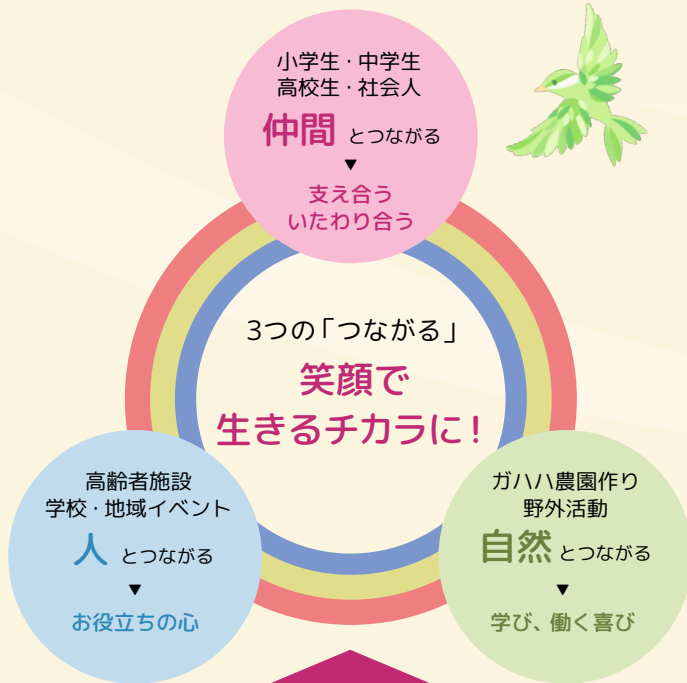 小学生・中学生
高校生・社会人
仲間 とつながる
▼
支え合う
いたわり合う
3つの「つながる」
笑顔で
生きるチカラに!
高齢者施設
学校・地域イベント
人 とつながる
▼
お役立ちの心
ガハハ農園作り
野外活動
自然 とつながる
▼
学び、働く喜び